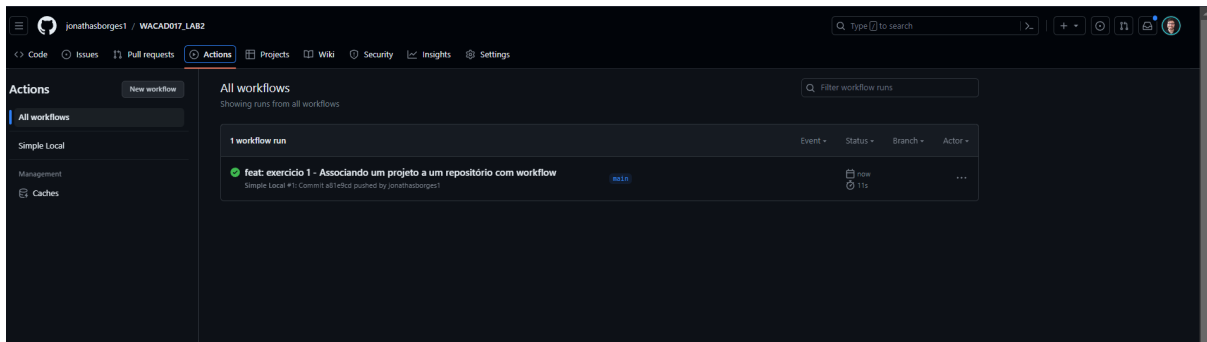 jonathasborges1 / WACAD017_LAB2
Type / to search
Code Issues Pull requests Actions Projects Wiki Security Insights Settings
Actions
New workflow
All workflows
Simple Local
Management
Caches
All workflows
Showing runs from all workflows
Filter workflow runs
1 workflow run
Event Status Branch Actor
feat: exercicio 1 - Associando um projeto a um repositório com workflow
Simple Local #1: Commit a81e9cd pushed by jonathasborges1
main
now
11s